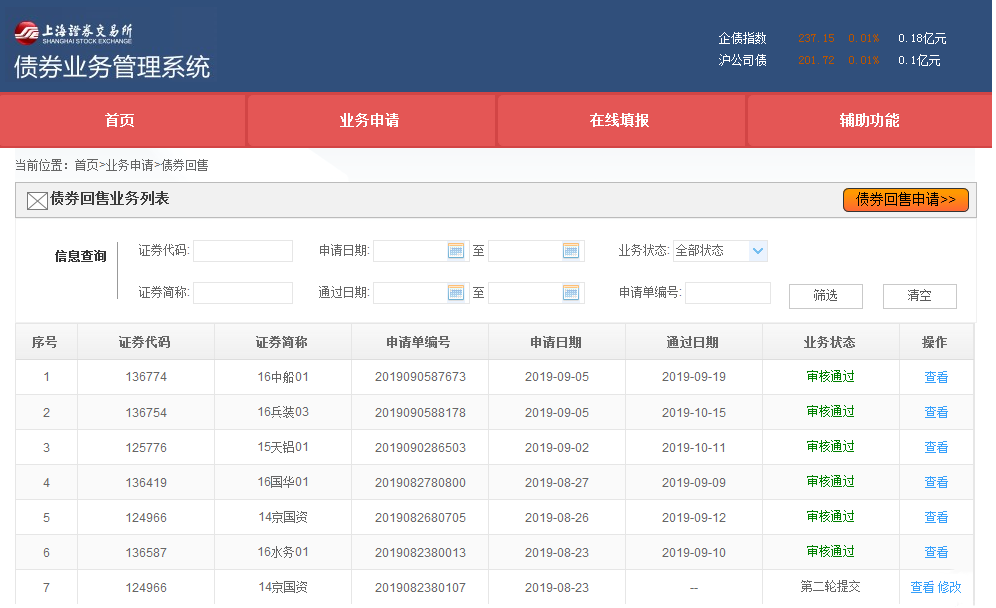 上海證券交易所
SHANGHAI STOCK EXCHANGE
债券业务管理系统
企债指数 237.15 0.01% 0.18亿元
沪公司债 201.72 0.01% 0.1亿元
首页 业务申请 在线填报 辅助功能
当前位置：首页>业务申请>债券回售
债券回售业务列表 债券回售申请>>
信息查询 证券代码: 申请日期: 至 业务状态: 全部状态
证券简称: 通过日期: 至 申请单编号: 筛选 清空
序号 证券代码 证券简称 申请单编号 申请日期 通过日期 业务状态 操作
1 136774 16中船01 2019090587673 2019-09-05 2019-09-19 审核通过 查看
2 136754 16兵装03 2019090588178 2019-09-05 2019-10-15 审核通过 查看
3 125776 15天铝01 2019090286503 2019-09-02 2019-10-11 审核通过 查看
4 136419 16国华01 2019082780800 2019-08-27 2019-09-09 审核通过 查看
5 124966 14京国资 2019082680705 2019-08-26 2019-09-12 审核通过 查看
6 136587 16水务01 2019082380013 2019-08-23 2019-09-10 审核通过 查看
7 124966 14京国资 2019082380107 2019-08-23 -- 第二轮提交 查看 修改